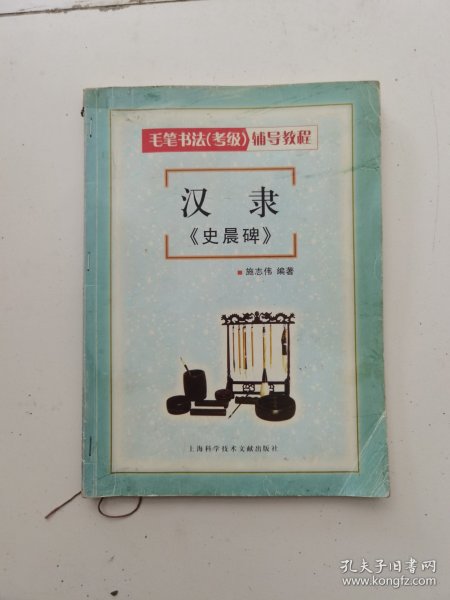 毛笔书法(考级)辅导教程
汉 隶
《史晨碑》
施志伟 编著
上海科学技术文献出版社
孔夫子旧书网
www.kongfz.com